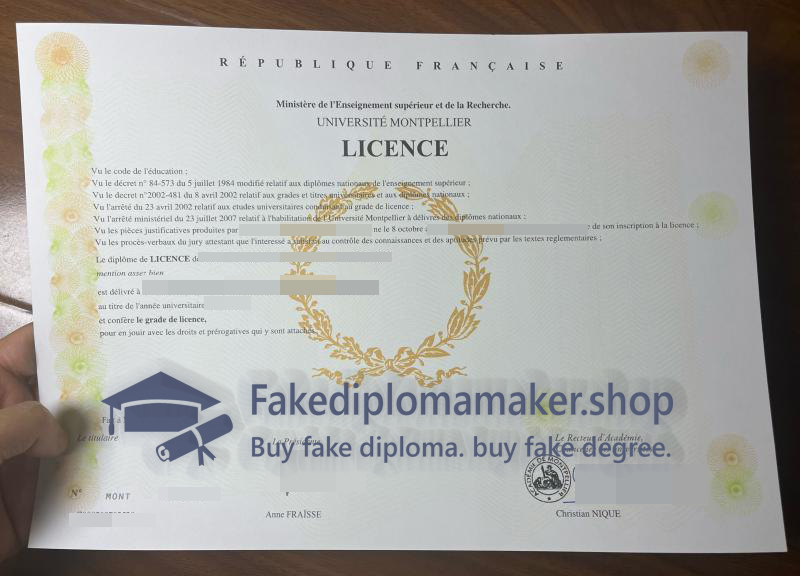 RÉPUBLIQUE FRANÇAISE
Ministère de l'Enseignement supérieur et de la Recherche.
UNIVERSITÉ MONTPELLIER
LICENCE
Vu le code de l'éducation ;
Vu le décret n° 84-573 du 5 juillet 1984 modifié relatif aux diplômes nationaux de l'enseignement supérieur ;
Vu le décret n°2002-481 du 8 avril 2002 relatif aux grades et titres universitaires et aux diplômes nationaux ;
Vu l'arrêté du 23 avril 2002 relatif aux etudes universitaires conduisant au grade de licence ;
Vu l'arrêté ministériel du 23 juillet 2007 relatif à l'habilitation de l'Université Montpellier à délivrer des diplômes nationaux ;
Vu les pièces justificatives produites par ne le 8 octobre de son inscription à la licence ;
Vu les procès-verbaux du jury attestant que l'interessé a satisfait au contrôle des connaissances et des aptitudes prévu par les textes reglementaires ;
Le diplôme de LICENCE
mention assez bien
est délivré à
au titre de l'année universitaire
et confère le grade de licence,
pour en jouir avec les droits et prérogatives qui y sont attachés.
Fakediplomamaker.shop
Buy fake diploma. buy fake degree.
Le titulaire
Le Recteur d'Académie,
ACADÉMIE DE MONTPELLIER
N° MONT
Anne FRAÏSSE
Christian NIQUE